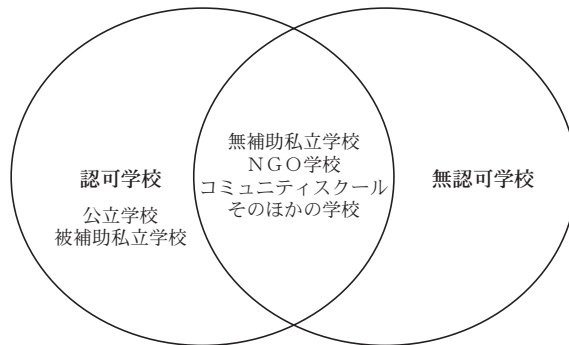 認可学校
公立学校
被補助私立学校
無補助私立学校
NGO学校
コミュニティスクール
そのほかの学校
無認可学校